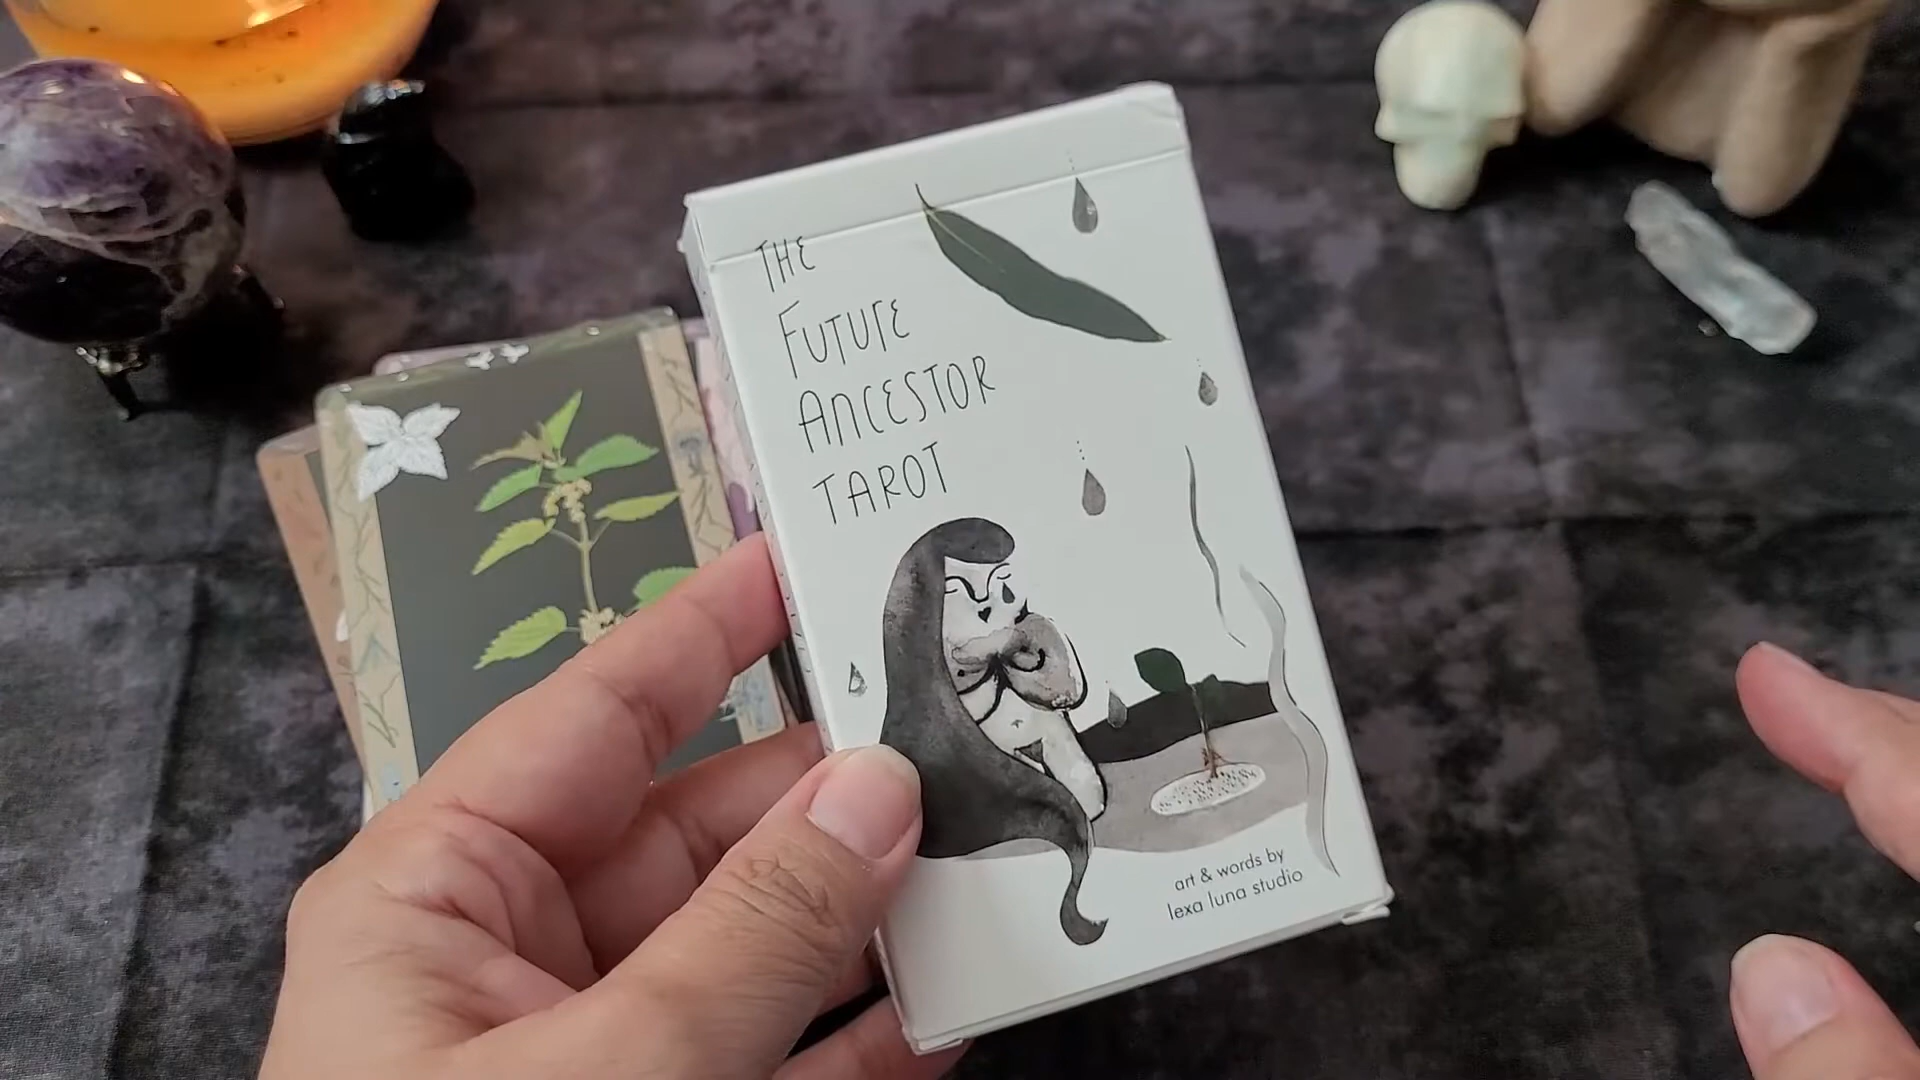 THE
FUTURE
ANCESTOR
TAROT
art & words by
lexa luna studio